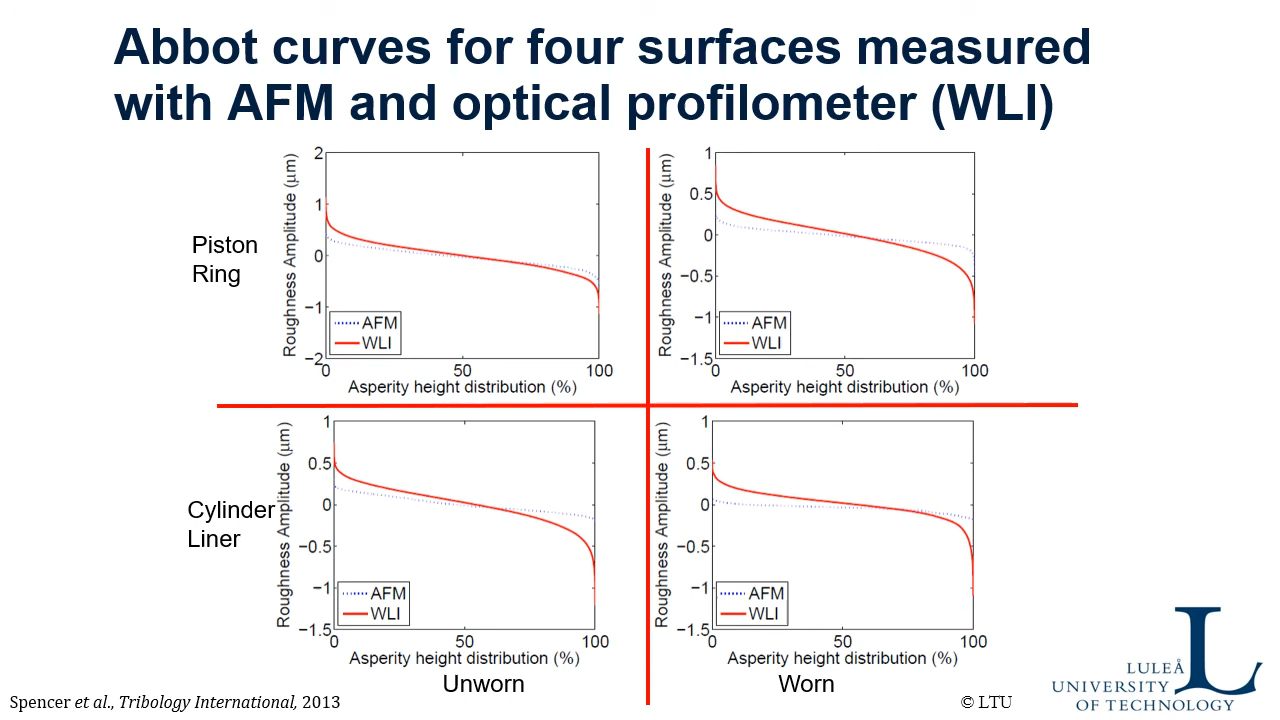 Abbot curves for four surfaces measured
with AFM and optical profilometer (WLI)
Piston
Ring
Roughness Amplitude (μm)
2
1
0
−1
−2
AFM
WLI
0
50
100
Asperity height distribution (%)
Roughness Amplitude (μm)
1
0.5
0
−0.5
−1
−1.5
AFM
WLI
0
50
100
Asperity height distribution (%)
Cylinder
Liner
Roughness Amplitude (μm)
1
0.5
0
−0.5
−1
−1.5
AFM
WLI
0
50
100
Asperity height distribution (%)
Unworn
Roughness Amplitude (μm)
1
0.5
0
−0.5
−1
−1.5
AFM
WLI
0
50
100
Asperity height distribution (%)
Worn
Spencer et al., Tribology International, 2013
© LTU
L
LULEÅ
UNIVERSITY
OF TECHNOLOGY